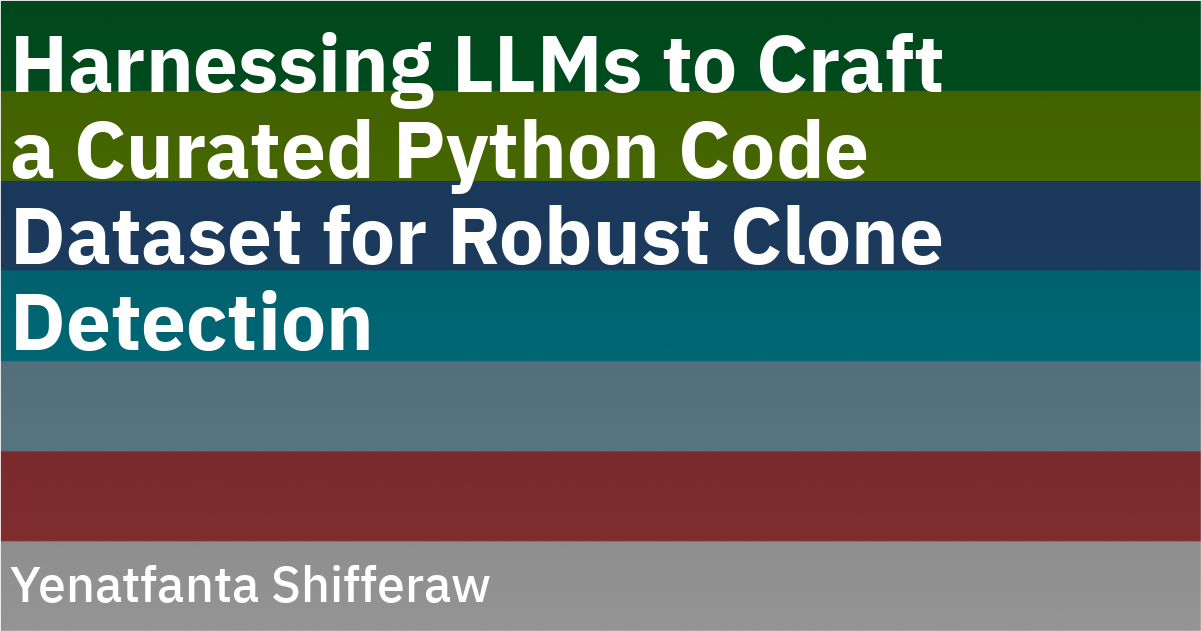 Harnessing LLMs to Craft
a Curated Python Code
Dataset for Robust Clone
Detection
Yenatfanta Shifferaw